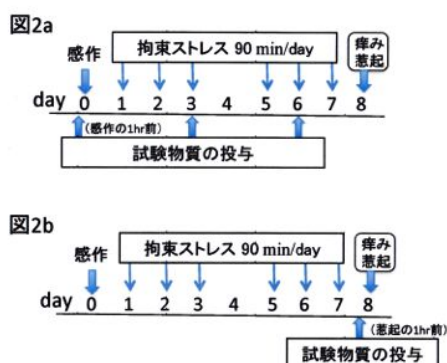 図2a
感作
拘束ストレス 90 min/day
痒み
惹起
day 0 1 2 3 4 5 6 7 8
(感作の1hr前)
試験物質の投与
図2b
感作
拘束ストレス 90 min/day
痒み
惹起
day 0 1 2 3 4 5 6 7 8
(惹起の1hr前)
試験物質の投与